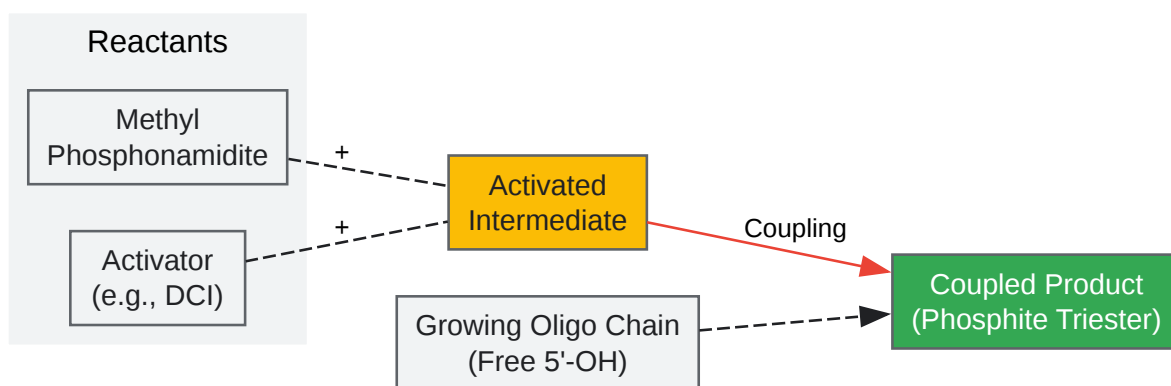 Reactants
Methyl
Phosphonamidite
+
Activator
(e.g., DCI)
+
Activated
Intermediate
Coupling
Growing Oligo Chain
(Free 5'-OH)
Coupled Product
(Phosphite Triester)